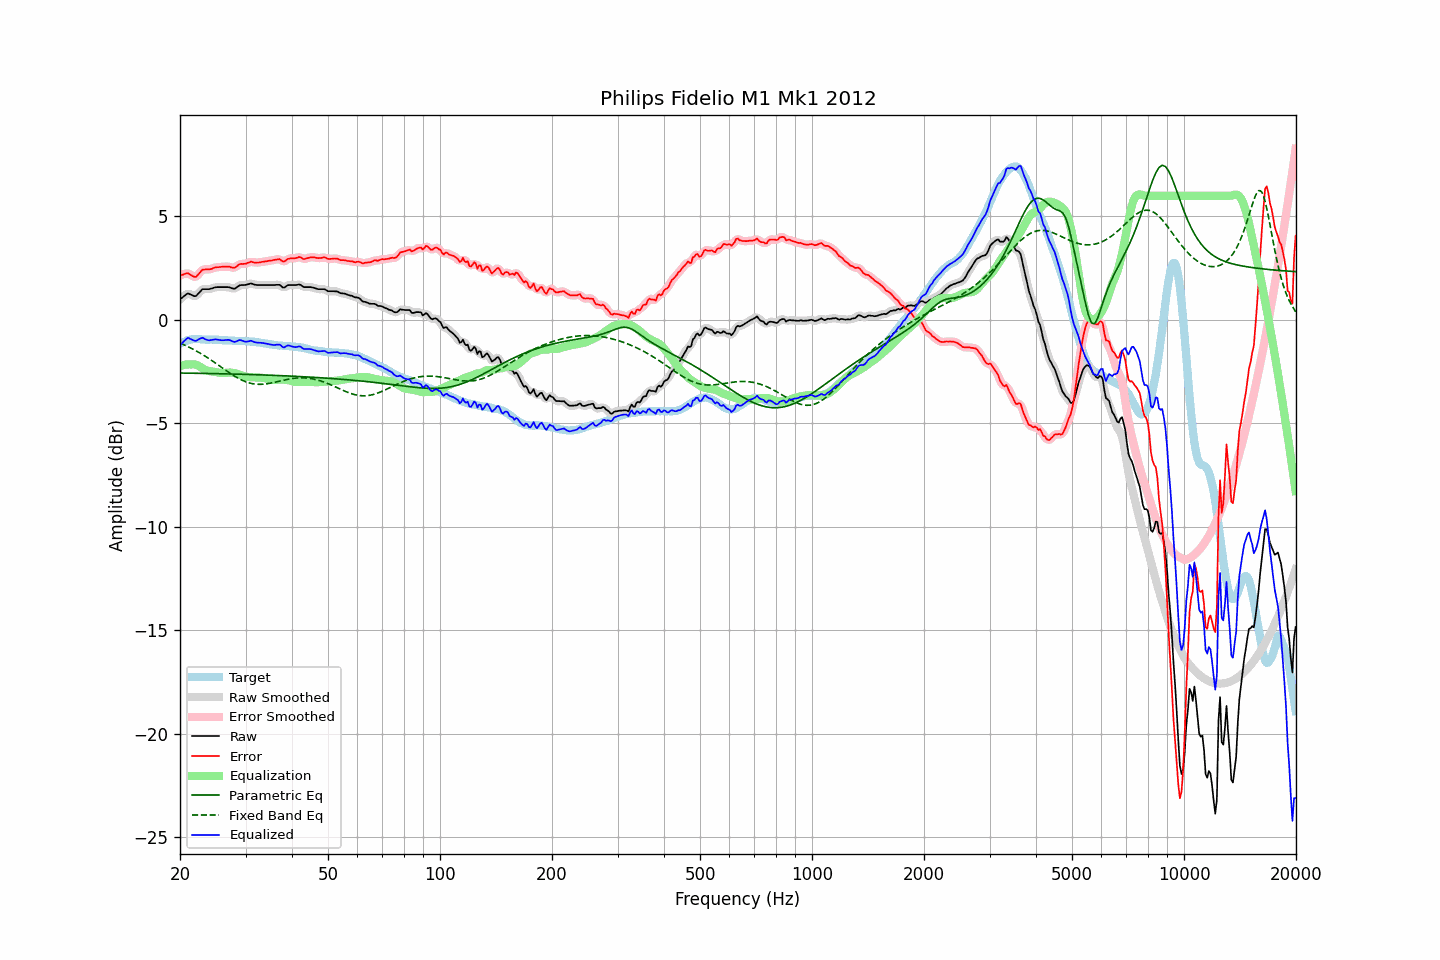 Philips Fidelio M1 Mk1 2012
Amplitude (dBr)
5
0
−5
−10
−15
−20
−25
Target
Raw Smoothed
Error Smoothed
Raw
Error
Equalization
Parametric Eq
Fixed Band Eq
Equalized
20
50
100
200
500
1000
2000
5000
10000
20000
Frequency (Hz)